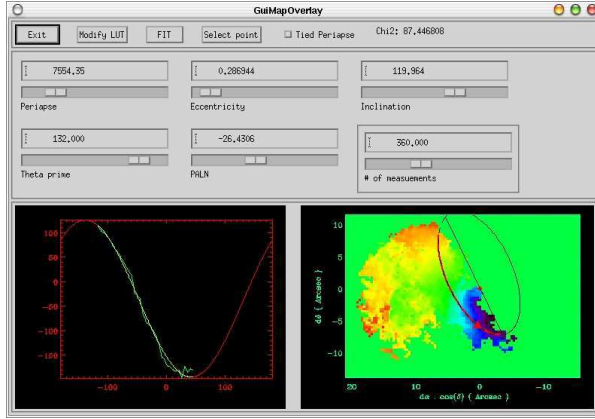 GuiMapOverlay
Exit Modify LUT FIT Select point Tied Periapse Chi2: 87.446808
7554.35 0.286944 119.964
Periapse Eccentricity Inclination
132.000 -26.4306 360.000
Theta prime PALN # of measuements
100
50
0
-50
-100
-100 0 100
10
5
0
-5
-10
dδ ( Arcsec )
20 10 0 -10
dα . cos(δ) ( Arcsec )